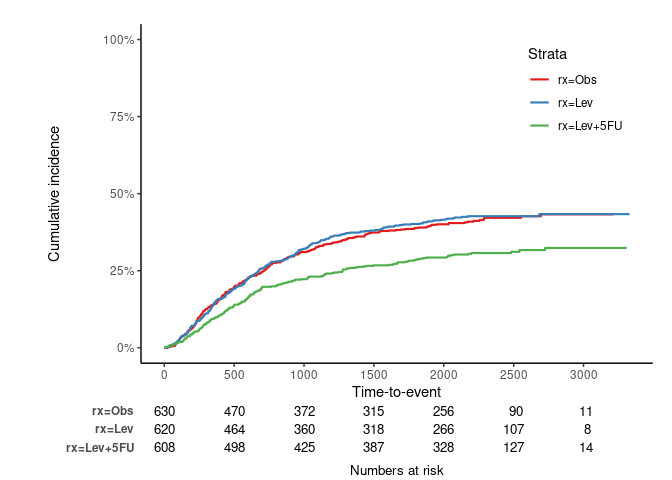 100%
Strata
rx=Obs
75%
rx=Lev
rx=Lev+5FU
Cumulative incidence
50%
25%
0%
0 500 1000 1500 2000 2500 3000
Time-to-event
rx=Obs 630 470 372 315 256 90 11
rx=Lev 620 464 360 318 266 107 8
rx=Lev+5FU 608 498 425 387 328 127 14
Numbers at risk